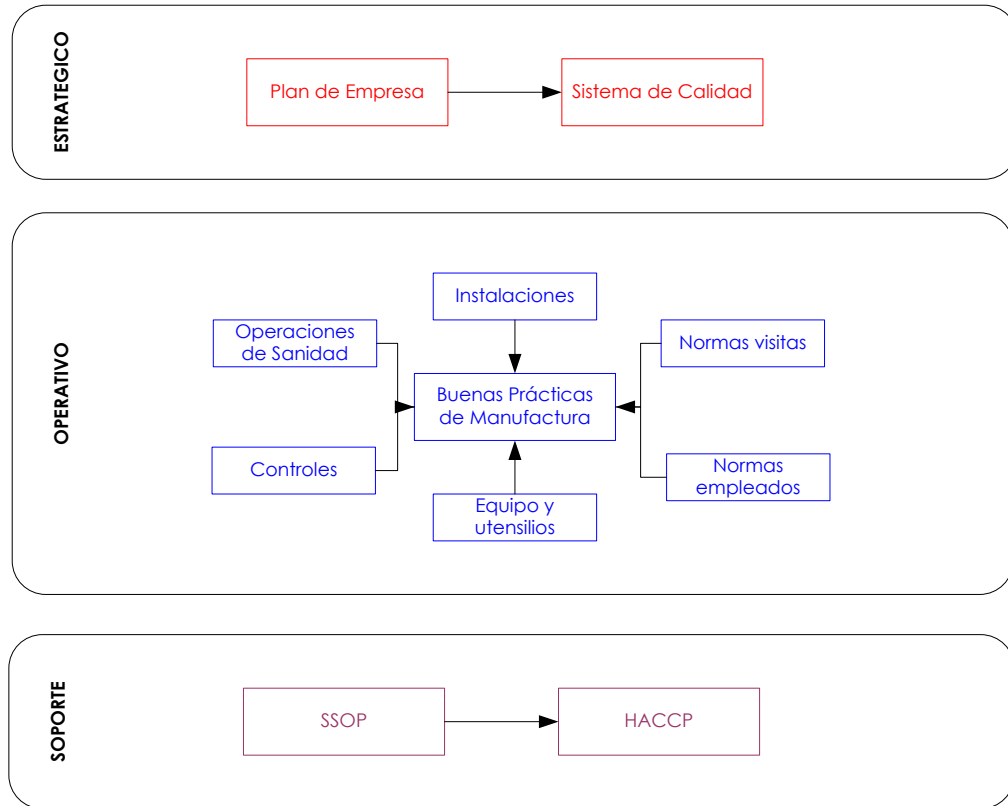 ESTRATEGICO
Plan de Empresa
Sistema de Calidad
OPERATIVO
Instalaciones
Operaciones
de Sanidad
Normas visitas
Buenas Prácticas
de Manufactura
Controles
Normas
empleados
Equipo y
utensilios
SOPORTE
SSOP
HACCP